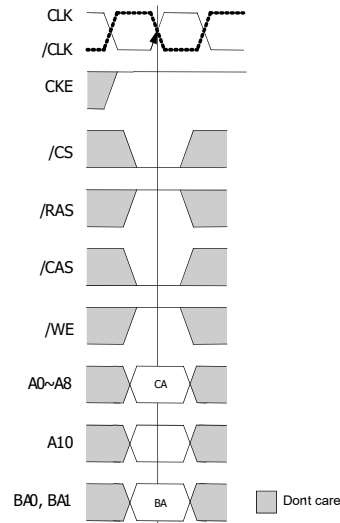 CLK
/CLK
CKE
/CS
/RAS
/CAS
/WE
A0~A8
CA
A10
BA0, BA1
BA
Dont care